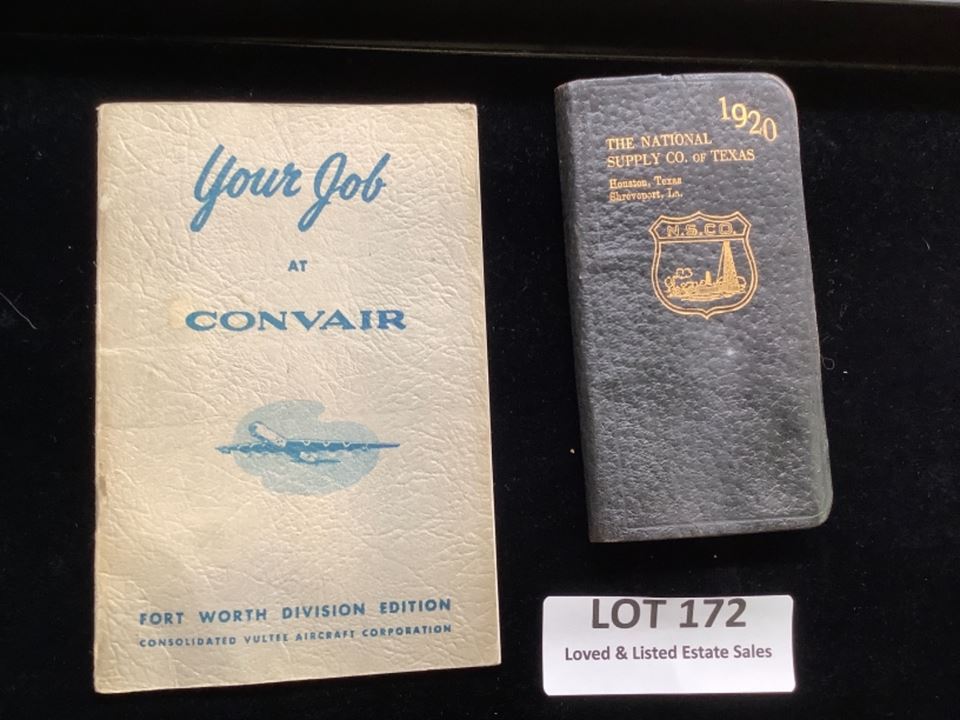 Your Job
AT
CONVAIR
FORT WORTH DIVISION EDITION
CONSOLIDATED VULTEE AIRCRAFT CORPORATION
1920
THE NATIONAL
SUPPLY CO. OF TEXAS
Houston, Texas
Shreveport, La.
N.S.CO.
LOT 172
Loved & Listed Estate Sales